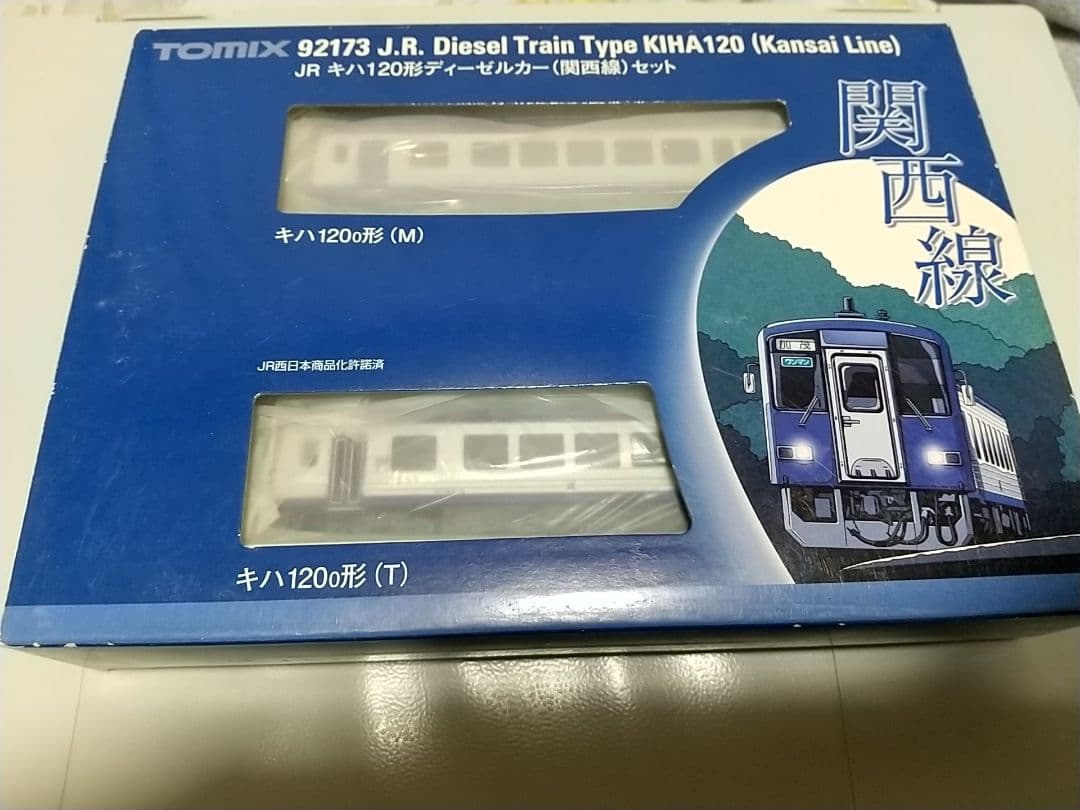 TOMIX 92173 J.R. Diesel Train Type KIHA120 (Kansai Line)
JR キハ120形ディーゼルカー(関西線)セット
関西線
キハ1200形(M)
加茂
ワンマン
JR西日本商品化許諾済
キハ1200形(T)